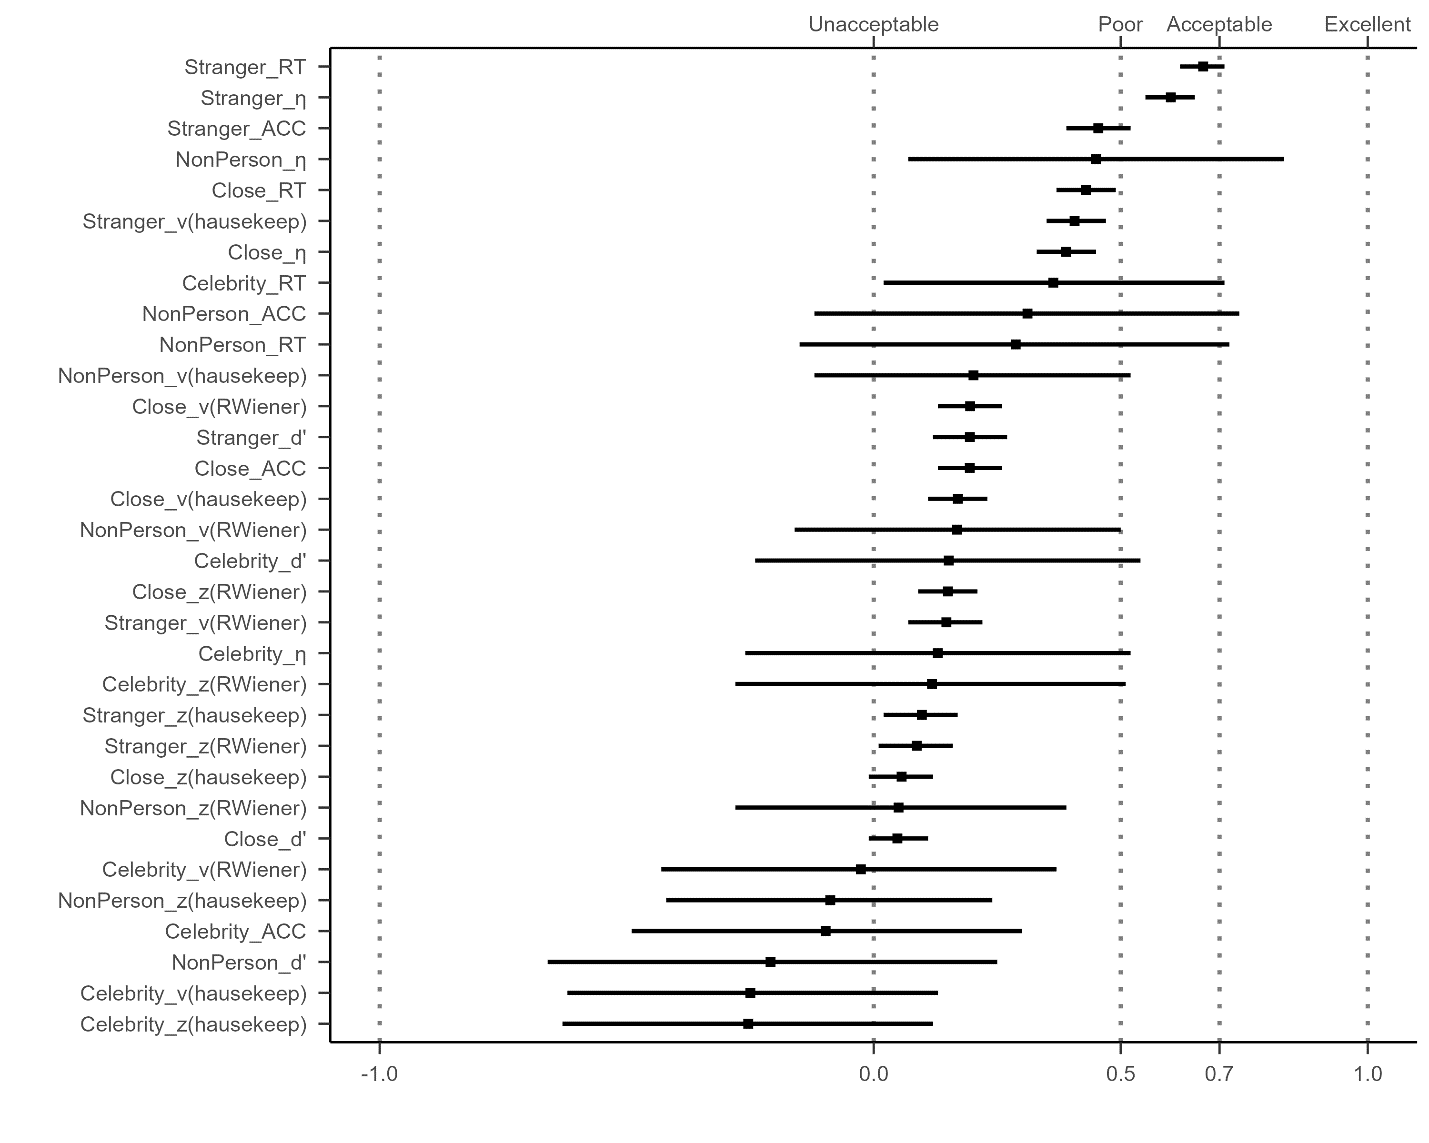 Unacceptable Poor Acceptable Excellent
Stranger_RT
Stranger_η
Stranger_ACC
NonPerson_η
Close_RT
Stranger_v(hausekeep)
Close_η
Celebrity_RT
NonPerson_ACC
NonPerson_RT
NonPerson_v(hausekeep)
Close_v(RWiener)
Stranger_d'
Close_ACC
Close_v(hausekeep)
NonPerson_v(RWiener)
Celebrity_d'
Close_z(RWiener)
Stranger_v(RWiener)
Celebrity_η
Celebrity_z(RWiener)
Stranger_z(hausekeep)
Stranger_z(RWiener)
Close_z(hausekeep)
NonPerson_z(RWiener)
Close_d'
Celebrity_v(RWiener)
NonPerson_z(hausekeep)
Celebrity_ACC
NonPerson_d'
Celebrity_v(hausekeep)
Celebrity_z(hausekeep)
-1.0 0.0 0.5 0.7 1.0